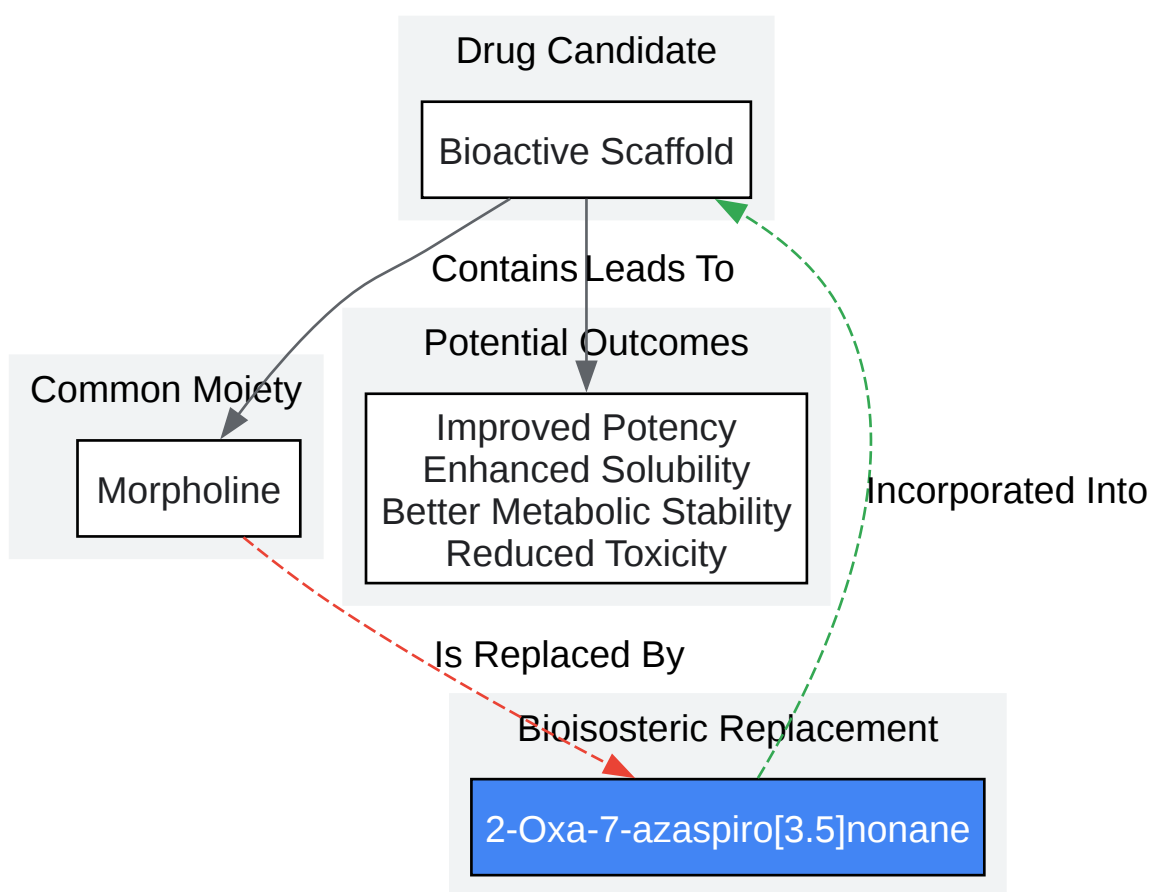 Drug Candidate
Bioactive Scaffold
Contains
Leads To
Potential Outcomes
Common Moiety
Improved Potency
Enhanced Solubility
Better Metabolic Stability
Reduced Toxicity
Morpholine
Incorporated Into
Is Replaced By
Bioisosteric Replacement
2-Oxa-7-azaspiro[3.5]nonane